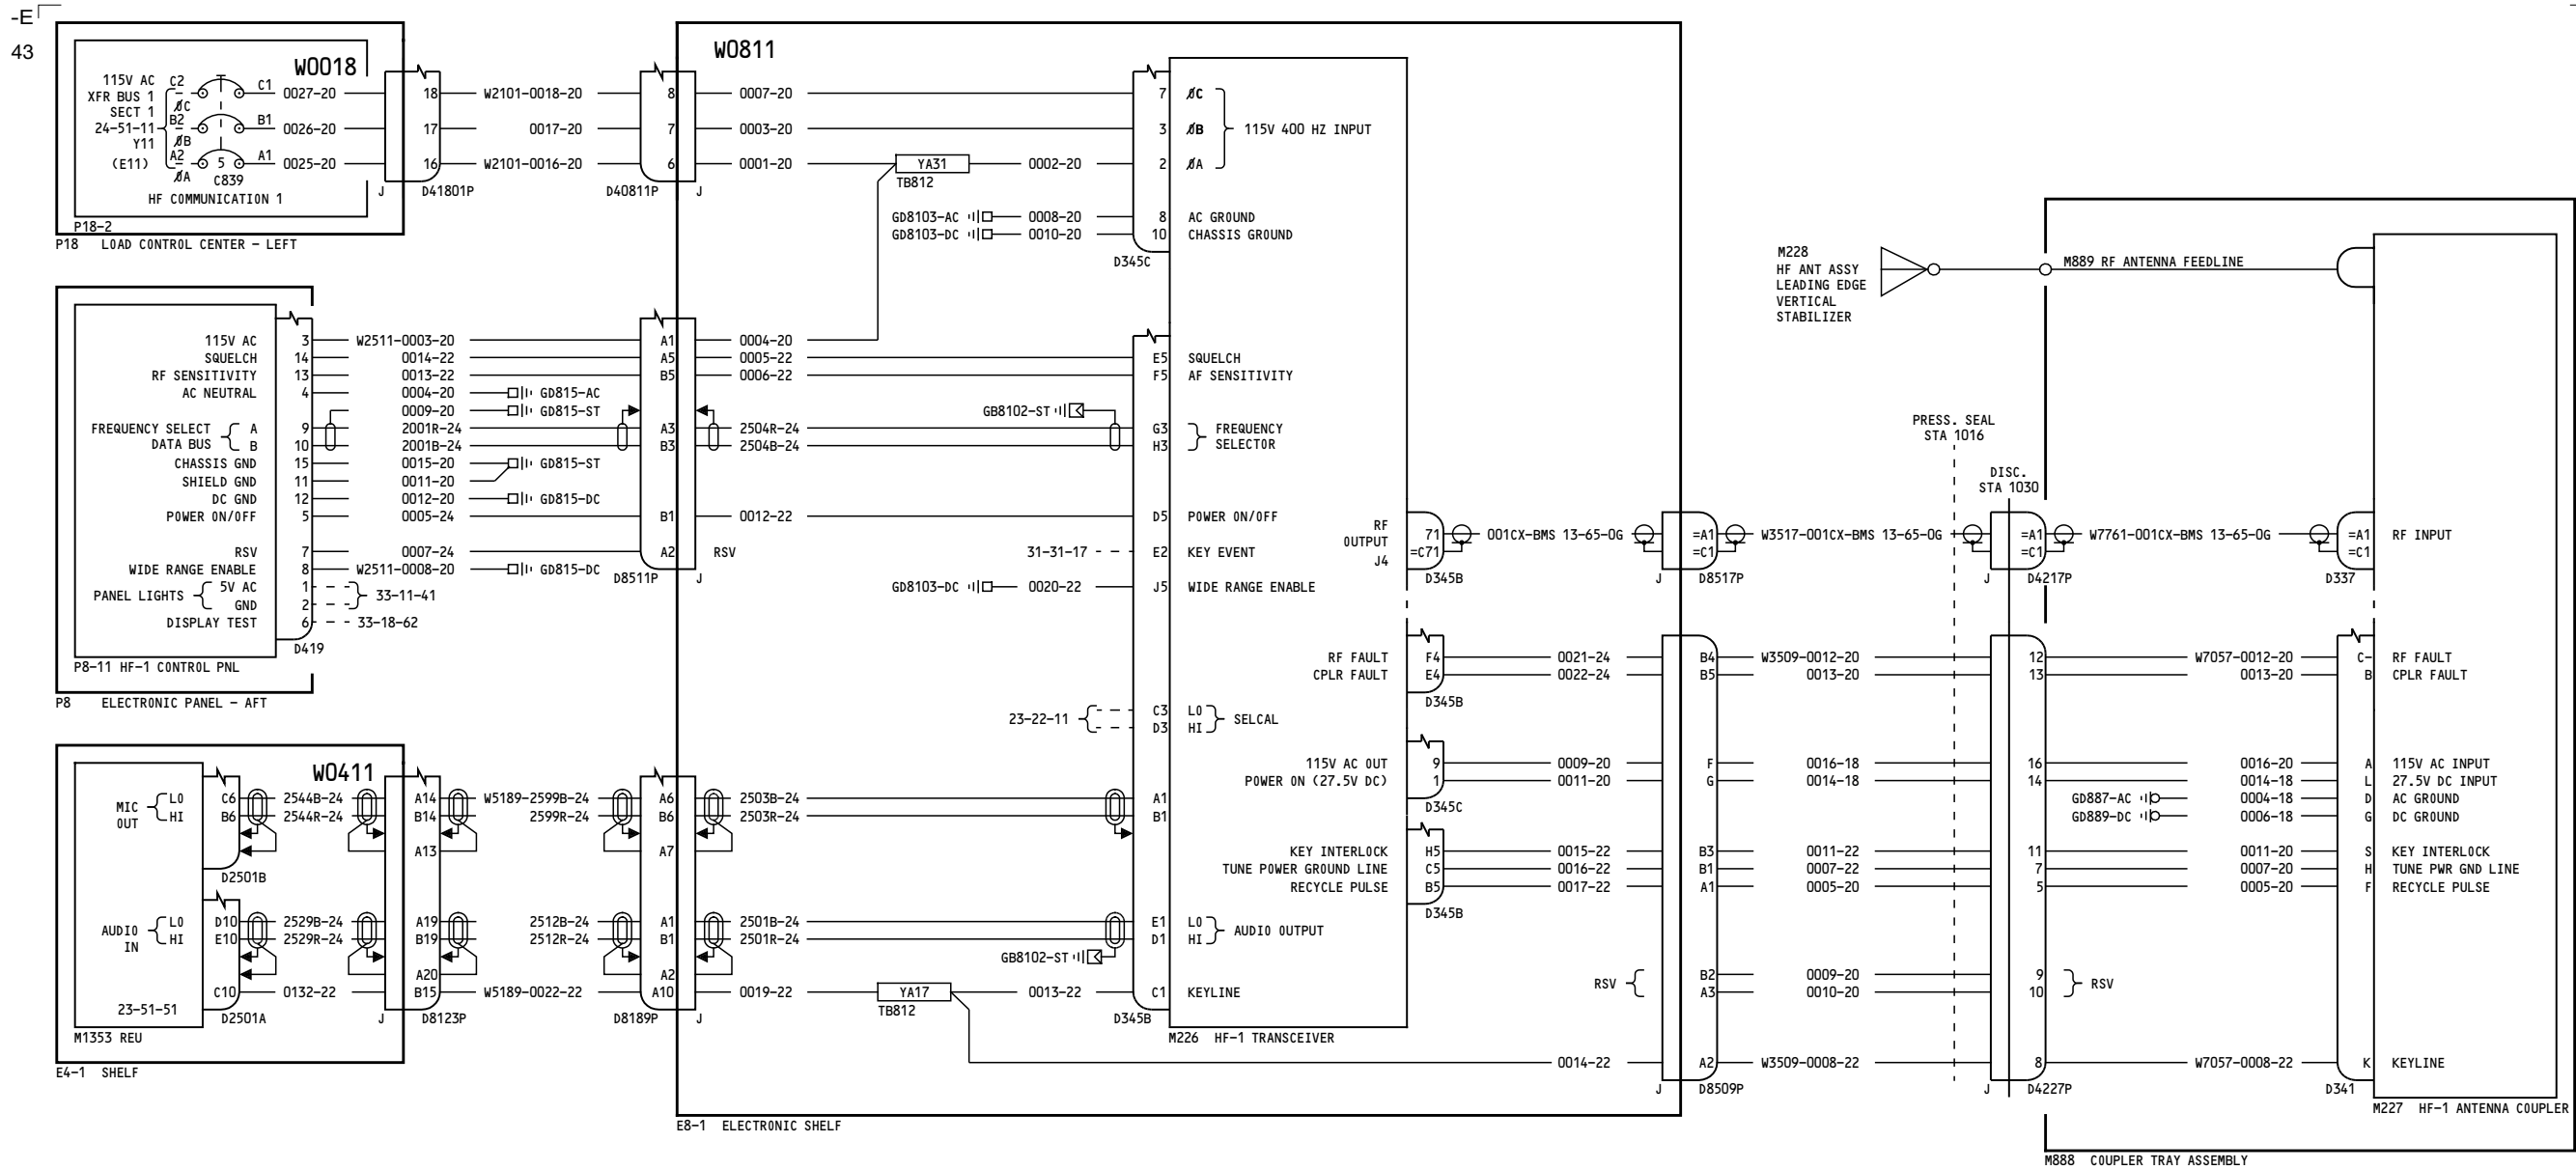 -E
43
W0018
115V AC
XFR BUS 1
SECT 1
24-51-11
Y11
(E11)
C2 C1 0027-20
ØC
B2 B1 0026-20
ØB
A2 5 A1 0025-20
ØA
C839
HF COMMUNICATION 1
P18-2
P18 LOAD CONTROL CENTER - LEFT
18 W2101-0018-20 8
17 0017-20 7
16 W2101-0016-20 6
J D41801P D40811P J
W0811
0007-20 7 ØC
0003-20 3 ØB 115V 400 HZ INPUT
0001-20 YA31 0002-20 2 ØA
TB812
GD8103-AC 0008-20 8 AC GROUND
GD8103-DC 0010-20 10 CHASSIS GROUND
D345C
115V AC 3 W2511-0003-20 A1 0004-20
SQUELCH 14 0014-22 A5 0005-22 E5 SQUELCH
RF SENSITIVITY 13 0013-22 B5 0006-22 F5 AF SENSITIVITY
AC NEUTRAL 4 0004-20 GD815-AC
0009-20 GD815-ST GB8102-ST
FREQUENCY SELECT DATA BUS
A 9 2001R-24 A3 2504R-24 G3
B 10 2001B-24 B3 2504B-24 H3
FREQUENCY
SELECTOR
CHASSIS GND 15 0015-20 GD815-ST
SHIELD GND 11 0011-20
DC GND 12 0012-20 GD815-DC
POWER ON/OFF 5 0005-24 B1 0012-22 D5 POWER ON/OFF
RSV 7 0007-24 A2 RSV 31-31-17 E2 KEY EVENT
WIDE RANGE ENABLE 8 W2511-0008-20 GD815-DC
D8511P J
GD8103-DC 0020-22 J5 WIDE RANGE ENABLE
PANEL LIGHTS 5V AC 1 33-11-41
GND 2
DISPLAY TEST 6 33-18-62
D419
P8-11 HF-1 CONTROL PNL
P8 ELECTRONIC PANEL - AFT
23-22-11 C3 LO SELCAL
D3 HI
W0411
MIC OUT
LO C6 2544B-24 A14 W5189-2599B-24 A6 2503B-24 A1
HI B6 2544R-24 B14 2599R-24 B6 2503R-24 B1
A13 A7
D2501B
AUDIO IN
LO D10 2529B-24 A19 2512B-24 A1 2501B-24 E1 LO
HI E10 2529R-24 B19 2512R-24 B1 2501R-24 D1 HI
AUDIO OUTPUT
GB8102-ST
A20 A2
C10 0132-22 B15 W5189-0022-22 A10 0019-22 YA17 0013-22 C1 KEYLINE
23-51-51 D2501A J D8123P D8189P J TB812 D345B
M1353 REU
E4-1 SHELF
M226 HF-1 TRANSCEIVER
E8-1 ELECTRONIC SHELF
M228
HF ANT ASSY
LEADING EDGE
VERTICAL
STABILIZER
M889 RF ANTENNA FEEDLINE
PRESS. SEAL
STA 1016
DISC.
STA 1030
RF
OUTPUT
J4
71 001CX-BMS 13-65-OG =A1 W3517-001CX-BMS 13-65-OG =A1 W7761-001CX-BMS 13-65-OG =A1 RF INPUT
=C71 =C1 =C1 =C1
D345B J D8517P J D4217P D337
RF FAULT F4 0021-24 B4 W3509-0012-20 12 W7057-0012-20 C- RF FAULT
CPLR FAULT E4 0022-24 B5 0013-20 13 0013-20 B CPLR FAULT
D345B
115V AC OUT 9 0009-20 F 0016-18 16 0016-20 A 115V AC INPUT
POWER ON (27.5V DC) 1 0011-20 G 0014-18 14 0014-18 L 27.5V DC INPUT
D345C
GD887-AC 0004-18 D AC GROUND
GD889-DC 0006-18 G DC GROUND
KEY INTERLOCK H5 0015-22 B3 0011-22 11 0011-20 S KEY INTERLOCK
TUNE POWER GROUND LINE C5 0016-22 B1 0007-22 7 0007-20 H TUNE PWR GND LINE
RECYCLE PULSE B5 0017-22 A1 0005-20 5 0005-20 F RECYCLE PULSE
D345B
RSV B2 0009-20 9 RSV
A3 0010-20 10
0014-22 A2 W3509-0008-22 8 W7057-0008-22 K KEYLINE
J D8509P J D4227P D341
M227 HF-1 ANTENNA COUPLER
M888 COUPLER TRAY ASSEMBLY